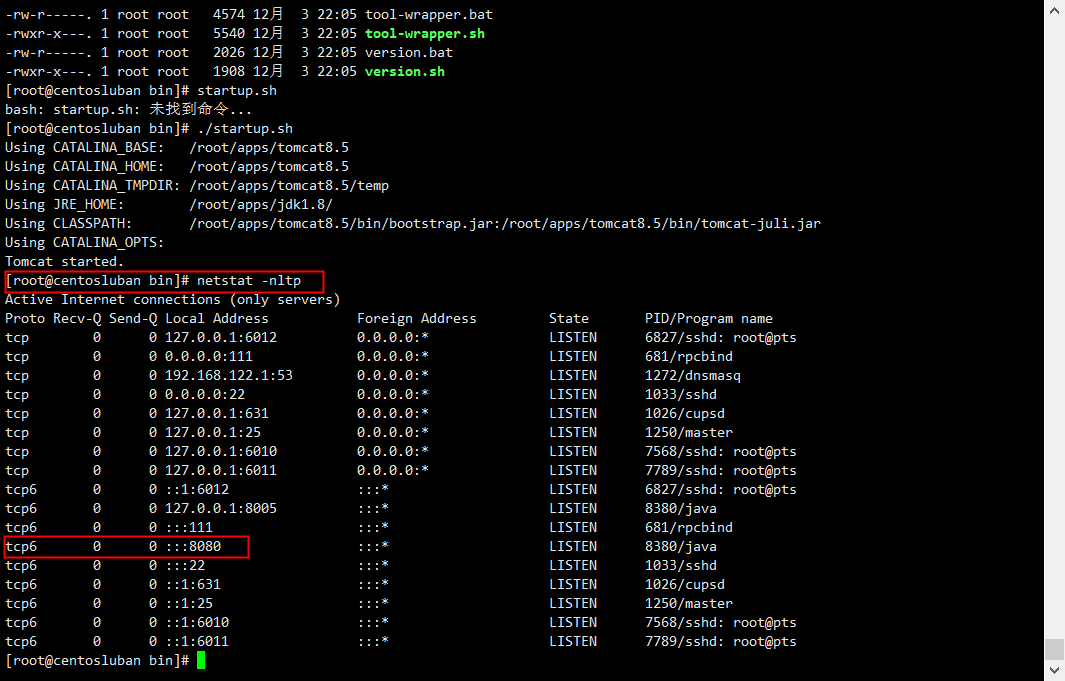 -rw-r-----. 1 root root   4574 12月  3 22:05 tool-wrapper.bat
-rwxr-x---. 1 root root   5540 12月  3 22:05 tool-wrapper.sh
-rw-r-----. 1 root root   2026 12月  3 22:05 version.bat
-rwxr-x---. 1 root root   1908 12月  3 22:05 version.sh
[root@centosluban bin]# startup.sh
bash: startup.sh: 未找到命令...
[root@centosluban bin]# ./startup.sh
Using CATALINA_BASE:   /root/apps/tomcat8.5
Using CATALINA_HOME:   /root/apps/tomcat8.5
Using CATALINA_TMPDIR: /root/apps/tomcat8.5/temp
Using JRE_HOME:        /root/apps/jdk1.8/
Using CLASSPATH:       /root/apps/tomcat8.5/bin/bootstrap.jar:/root/apps/tomcat8.5/bin/tomcat-juli.jar
Using CATALINA_OPTS:
Tomcat started.
[root@centosluban bin]# netstat -nltp
Active Internet connections (only servers)
Proto Recv-Q Send-Q Local Address           Foreign Address         State       PID/Program name
tcp        0      0 127.0.0.1:6012          0.0.0.0:*               LISTEN      6827/sshd: root@pts
tcp        0      0 0.0.0.0:111             0.0.0.0:*               LISTEN      681/rpcbind
tcp        0      0 192.168.122.1:53        0.0.0.0:*               LISTEN      1272/dnsmasq
tcp        0      0 0.0.0.0:22              0.0.0.0:*               LISTEN      1033/sshd
tcp        0      0 127.0.0.1:631           0.0.0.0:*               LISTEN      1026/cupsd
tcp        0      0 127.0.0.1:25            0.0.0.0:*               LISTEN      1250/master
tcp        0      0 127.0.0.1:6010          0.0.0.0:*               LISTEN      7568/sshd: root@pts
tcp        0      0 127.0.0.1:6011          0.0.0.0:*               LISTEN      7789/sshd: root@pts
tcp6       0      0 ::1:6012                :::*                    LISTEN      6827/sshd: root@pts
tcp6       0      0 127.0.0.1:8005          :::*                    LISTEN      8380/java
tcp6       0      0 :::111                  :::*                    LISTEN      681/rpcbind
tcp6       0      0 :::8080                 :::*                    LISTEN      8380/java
tcp6       0      0 :::22                   :::*                    LISTEN      1033/sshd
tcp6       0      0 ::1:631                 :::*                    LISTEN      1026/cupsd
tcp6       0      0 ::1:25                  :::*                    LISTEN      1250/master
tcp6       0      0 ::1:6010                :::*                    LISTEN      7568/sshd: root@pts
tcp6       0      0 ::1:6011                :::*                    LISTEN      7789/sshd: root@pts
[root@centosluban bin]#